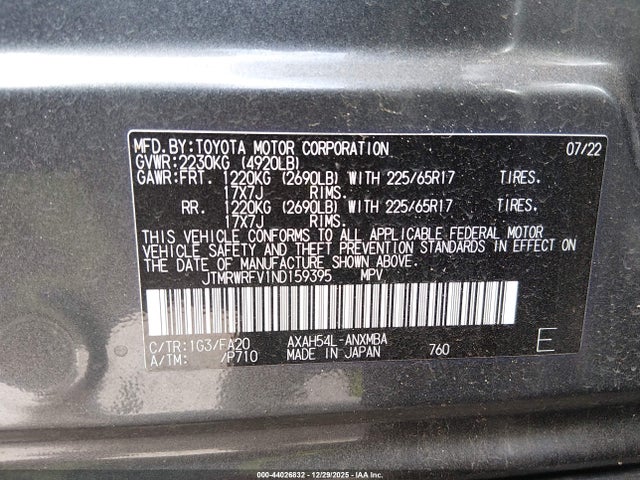 MFD.BY:TOYOTA MOTOR CORPORATION 07/22
GVWR:2230KG (4920LB)
GAWR:FRT. 1220KG (2690LB) WITH 225/65R17 TIRES.
17X7J RIMS.
RR. 1220KG (2690LB) WITH 225/65R17 TIRES.
17X7J RIMS.
THIS VEHICLE CONFORMS TO ALL APPLICABLE FEDERAL MOTOR
VEHICLE SAFETY AND THEFT PREVENTION STANDARDS IN EFFECT ON
THE DATE OF MANUFACTURE SHOWN ABOVE.
JTMRWRFV1ND159395 MPV
C/TR:1G3/EA20 AXAH54L-ANXMBA
A/TM: /P710 MADE IN JAPAN 760 E
000-44026832 - 12/29/2025 - IAA Inc.